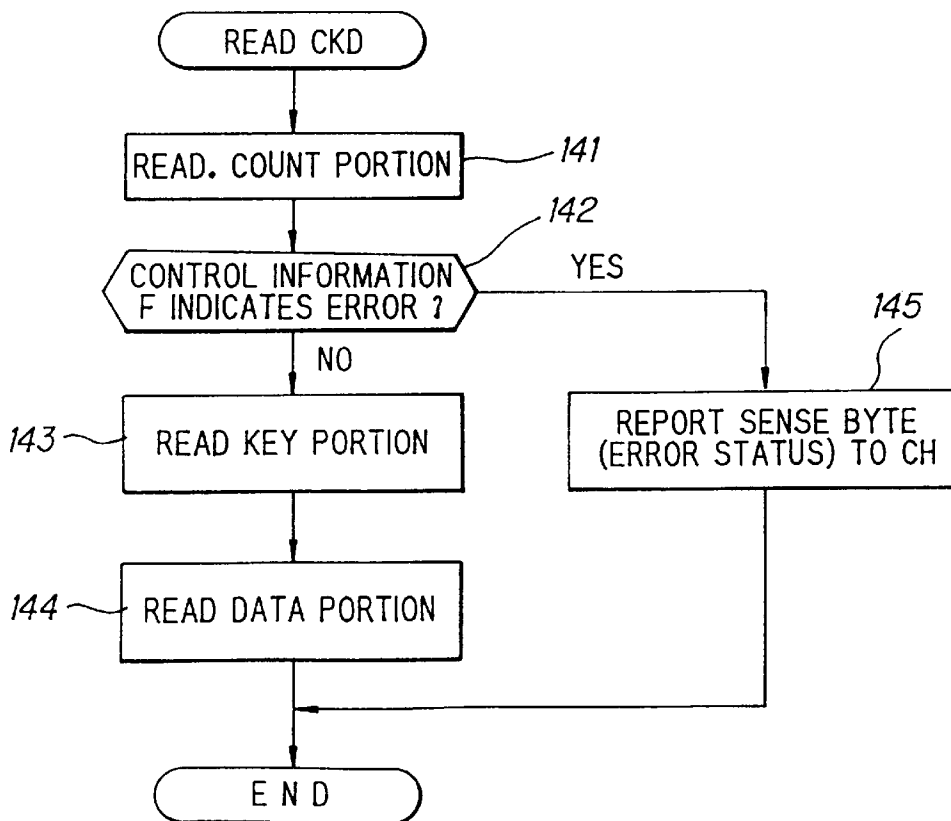 READ CKD
READ. COUNT PORTION
141
142
CONTROL INFORMATION
F INDICATES ERROR ?
YES
NO
145
143
READ KEY PORTION
REPORT SENSE BYTE
(ERROR STATUS) TO CH
144
READ DATA PORTION
END